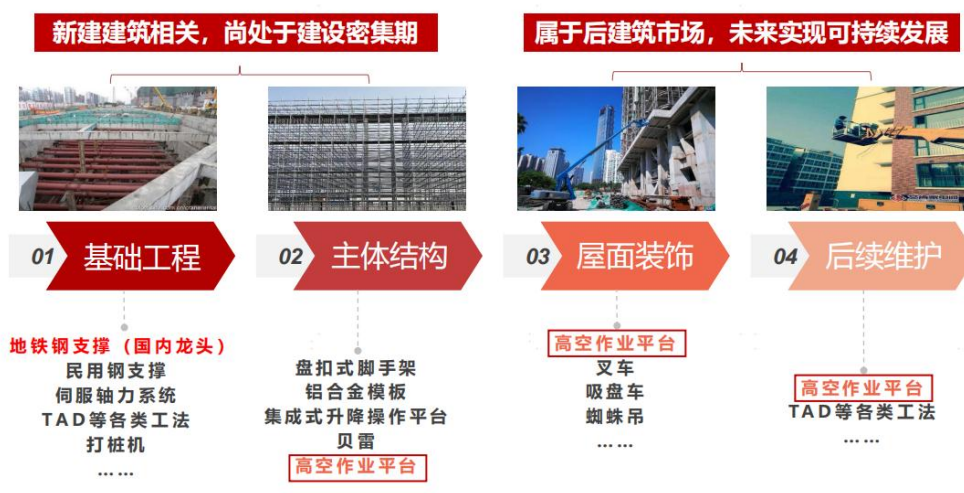 新建建筑相关，尚处于建设密集期
属于后建筑市场，未来实现可持续发展
01 基础工程
02 主体结构
03 屋面装饰
04 后续维护
地铁钢支撑（国内龙头）
民用钢支撑
伺服轴力系统
TAD等各类工法
打桩机
……
盘扣式脚手架
铝合金模板
集成式升降操作平台
贝雷
高空作业平台
高空作业平台
叉车
吸盘车
蜘蛛吊
……
高空作业平台
TAD等各类工法
……